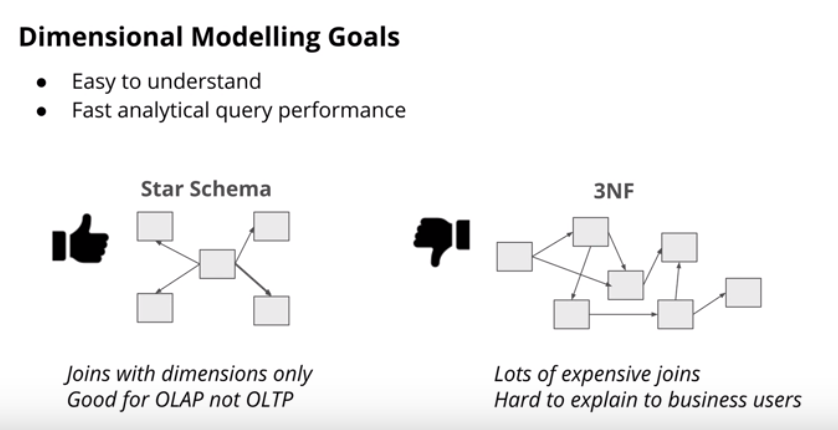 Dimensional Modelling Goals
● Easy to understand
● Fast analytical query performance
Star Schema
3NF
Joins with dimensions only
Good for OLAP not OLTP
Lots of expensive joins
Hard to explain to business users